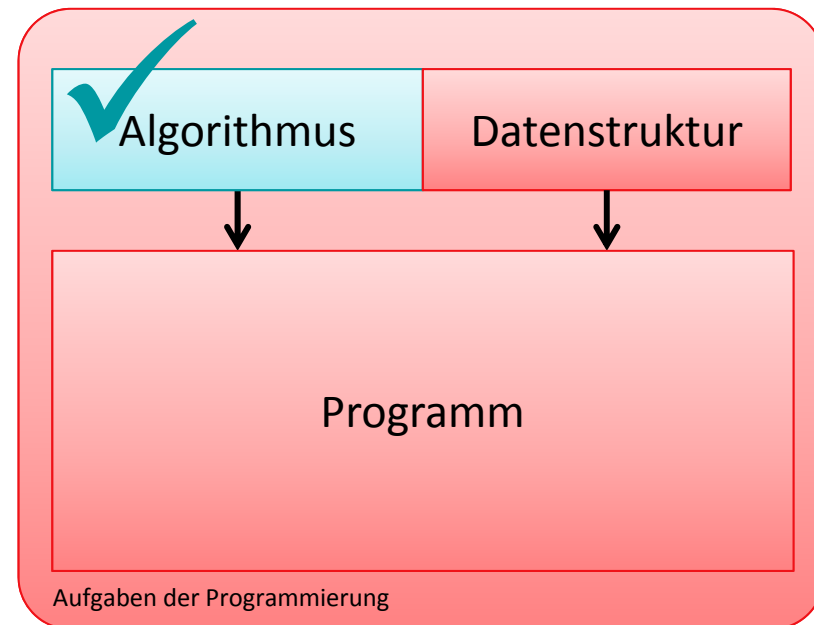 Algorithmus
Datenstruktur
Programm
Aufgaben der Programmierung